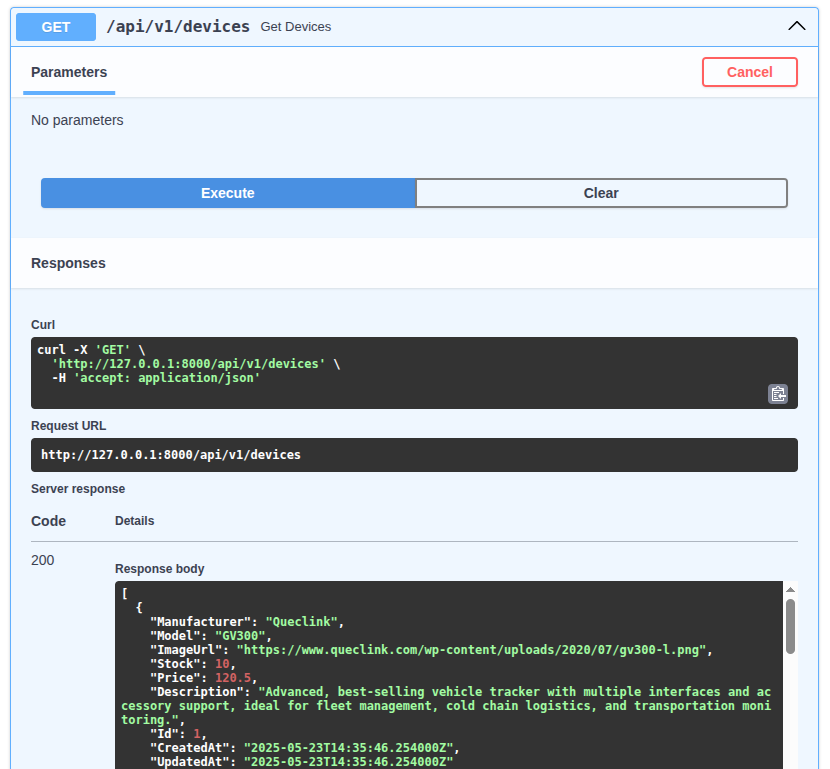 GET /api/v1/devices Get Devices
Parameters
Cancel
No parameters
Execute
Clear
Responses
Curl
curl -X 'GET' \
  'http://127.0.0.1:8000/api/v1/devices' \
  -H 'accept: application/json'
Request URL
http://127.0.0.1:8000/api/v1/devices
Server response
Code Details
200
Response body
[
  {
    "Manufacturer": "Queclink",
    "Model": "GV300",
    "ImageUrl": "https://www.queclink.com/wp-content/uploads/2020/07/gv300-l.png",
    "Stock": 10,
    "Price": 120.5,
    "Description": "Advanced, best-selling vehicle tracker with multiple interfaces and ac
cessory support, ideal for fleet management, cold chain logistics, and transportation moni
toring.",
    "Id": 1,
    "CreatedAt": "2025-05-23T14:35:46.254000Z",
    "UpdatedAt": "2025-05-23T14:35:46.254000Z"